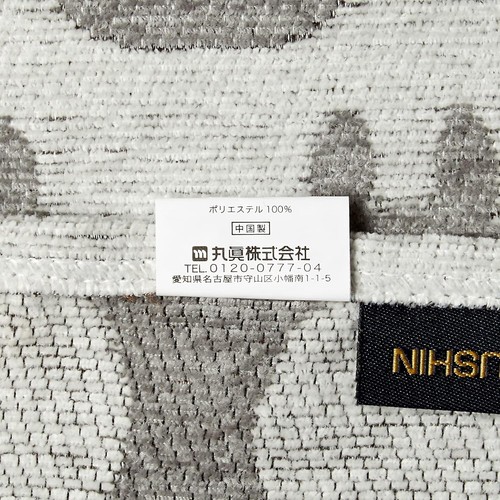 ポリエステル 100%
中国製
丸眞株式会社
TEL.0120-0777-04
愛知県名古屋市守山区小幡南1-1-5
USHIN